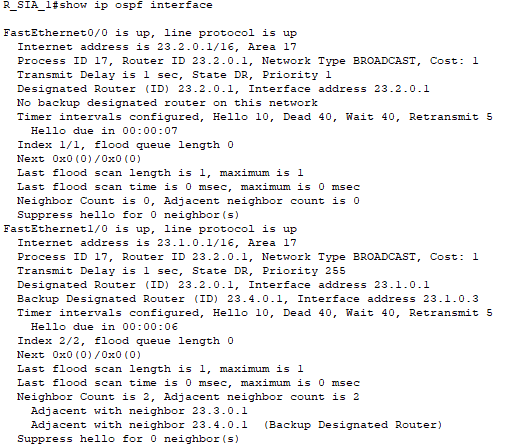 R_SIA_1#show ip ospf interface

FastEthernet0/0 is up, line protocol is up
  Internet address is 23.2.0.1/16, Area 17
  Process ID 17, Router ID 23.2.0.1, Network Type BROADCAST, Cost: 1
  Transmit Delay is 1 sec, State DR, Priority 1
  Designated Router (ID) 23.2.0.1, Interface address 23.2.0.1
  No backup designated router on this network
  Timer intervals configured, Hello 10, Dead 40, Wait 40, Retransmit 5
    Hello due in 00:00:07
  Index 1/1, flood queue length 0
  Next 0x0(0)/0x0(0)
  Last flood scan length is 1, maximum is 1
  Last flood scan time is 0 msec, maximum is 0 msec
  Neighbor Count is 0, Adjacent neighbor count is 0
  Suppress hello for 0 neighbor(s)
FastEthernet1/0 is up, line protocol is up
  Internet address is 23.1.0.1/16, Area 17
  Process ID 17, Router ID 23.2.0.1, Network Type BROADCAST, Cost: 1
  Transmit Delay is 1 sec, State DR, Priority 255
  Designated Router (ID) 23.2.0.1, Interface address 23.1.0.1
  Backup Designated Router (ID) 23.4.0.1, Interface address 23.1.0.3
  Timer intervals configured, Hello 10, Dead 40, Wait 40, Retransmit 5
    Hello due in 00:00:06
  Index 2/2, flood queue length 0
  Next 0x0(0)/0x0(0)
  Last flood scan length is 1, maximum is 1
  Last flood scan time is 0 msec, maximum is 0 msec
  Neighbor Count is 2, Adjacent neighbor count is 2
    Adjacent with neighbor 23.3.0.1
    Adjacent with neighbor 23.4.0.1  (Backup Designated Router)
  Suppress hello for 0 neighbor(s)